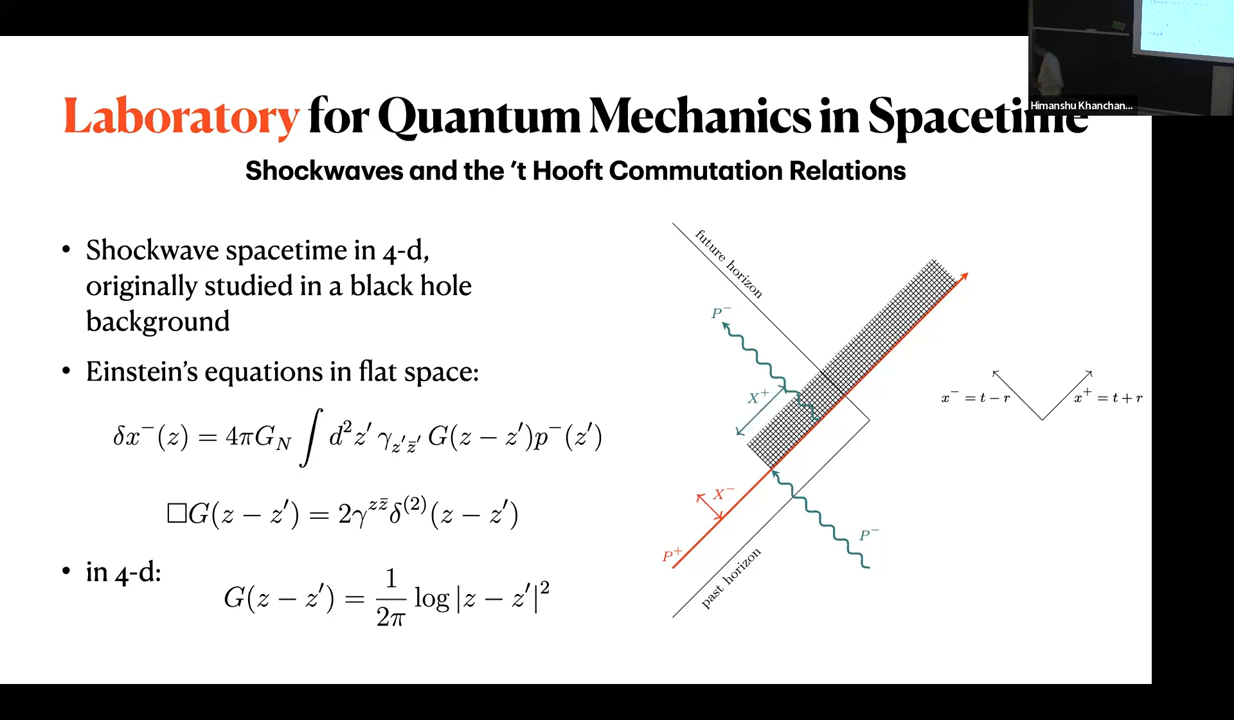 Himanshu Khanchan...
Laboratory for Quantum Mechanics in Spacetime
Shockwaves and the ’t Hooft Commutation Relations
• Shockwave spacetime in 4-d,
originally studied in a black hole
background
• Einstein’s equations in flat space:
δx⁻(z) = 4πG_N ∫ d²z′ γ_{z′z̄′} G(z − z′)p⁻(z′)
□G(z − z′) = 2γ^{zz̄}δ^{(2)}(z − z′)
• in 4-d:
G(z − z′) = 1/2π log |z − z′|²
future horizon
P⁻
X⁺
X⁻
P⁺
P⁻
past horizon
x⁻ = t − r
x⁺ = t + r